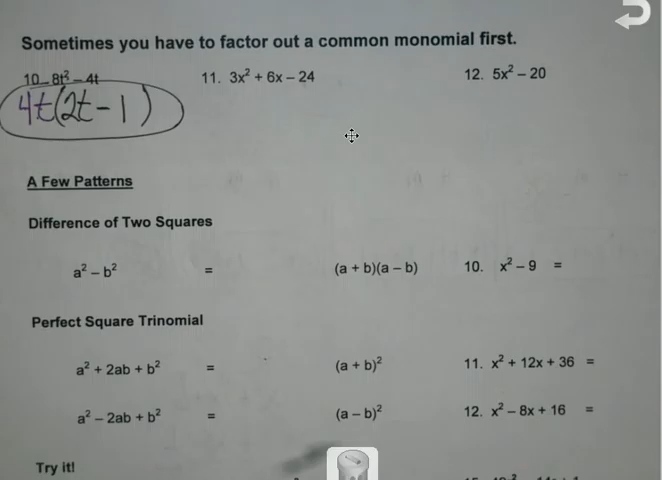 Sometimes you have to factor out a common monomial first.
10. 8t² – 4t 11. 3x² + 6x – 24 12. 5x² – 20
4t(2t – 1)
A Few Patterns
Difference of Two Squares
a² – b² = (a + b)(a – b) 10. x² – 9 =
Perfect Square Trinomial
a² + 2ab + b² = (a + b)² 11. x² + 12x + 36 =
a² – 2ab + b² = (a – b)² 12. x² – 8x + 16 =
Try it!